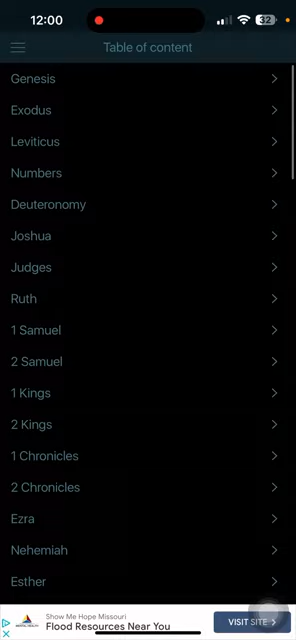 12:00
32
Table of content
Genesis
Exodus
Leviticus
Numbers
Deuteronomy
Joshua
Judges
Ruth
1 Samuel
2 Samuel
1 Kings
2 Kings
1 Chronicles
2 Chronicles
Ezra
Nehemiah
Esther
Show Me Hope Missouri
Flood Resources Near You
VISIT SITE